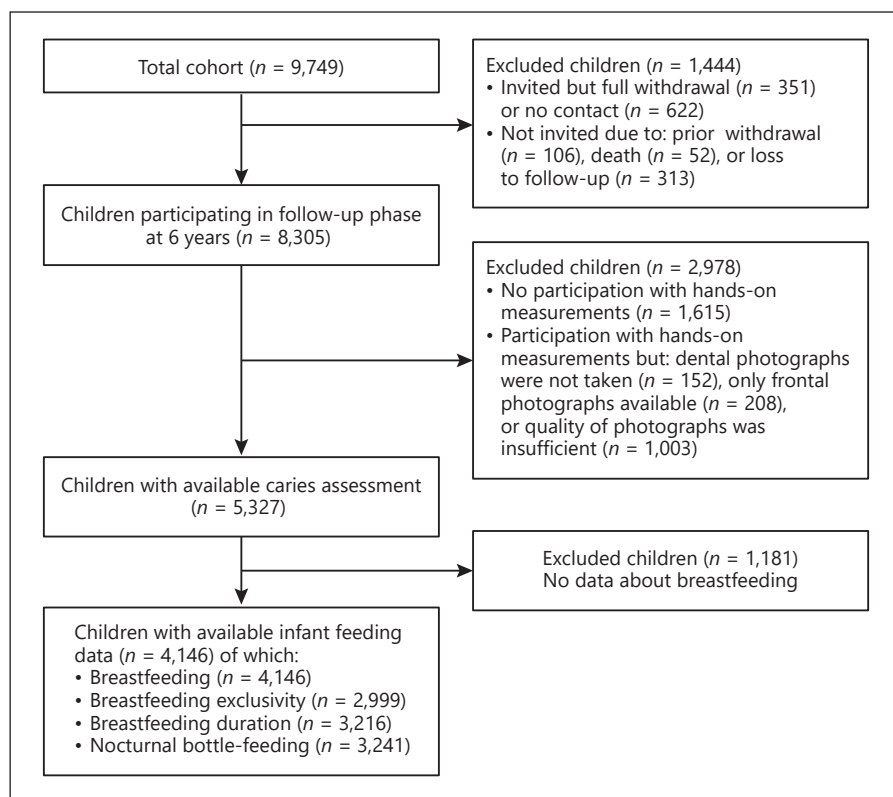 Total cohort (n = 9,749)
Excluded children (n = 1,444)
• Invited but full withdrawal (n = 351)
or no contact (n = 622)
• Not invited due to: prior withdrawal
(n = 106), death (n = 52), or loss
to follow-up (n = 313)
Children participating in follow-up phase
at 6 years (n = 8,305)
Excluded children (n = 2,978)
• No participation with hands-on
measurements (n = 1,615)
• Participation with hands-on
measurements but: dental photographs
were not taken (n = 152), only frontal
photographs available (n = 208),
or quality of photographs was
insufficient (n = 1,003)
Children with available caries assessment
(n = 5,327)
Excluded children (n = 1,181)
No data about breastfeeding
Children with available infant feeding
data (n = 4,146) of which:
• Breastfeeding (n = 4,146)
• Breastfeeding exclusivity (n = 2,999)
• Breastfeeding duration (n = 3,216)
• Nocturnal bottle-feeding (n = 3,241)